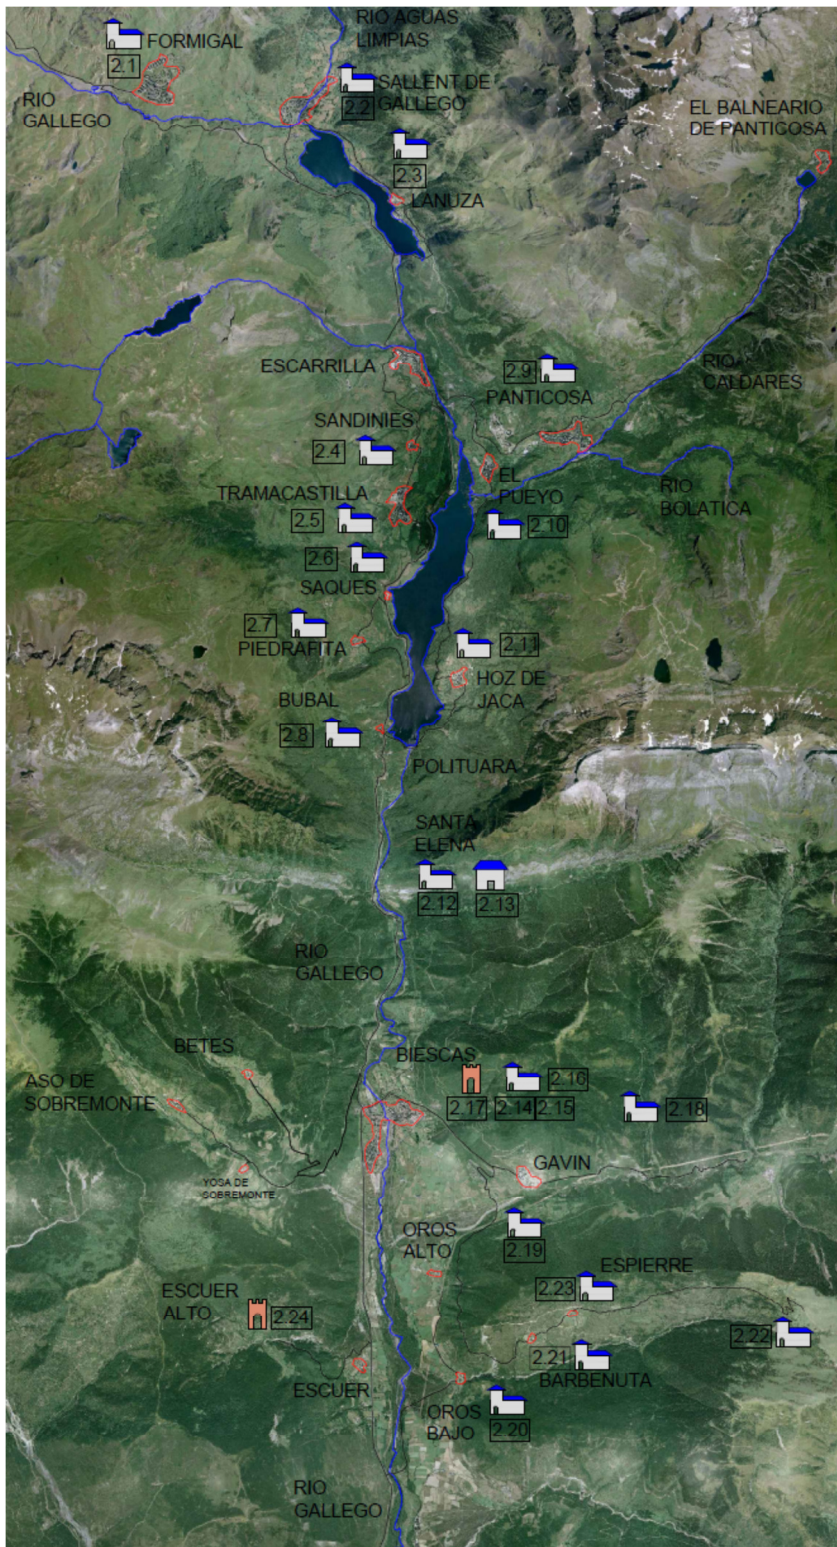 RIO AGUAS
LIMPIAS
FORMIGAL
2.1
RIO
GALLEGO
SALLENT DE
GALLEGO
2.2
EL BALNEARIO
DE PANTICOSA
2.3
LANUZA
ESCARRILLA
2.9
PANTICOSA
RIO
CALDARES
SANDINIES
2.4
EL
PUEYO
RIO
BOLATICA
TRAMACASTILLA
2.5
2.10
2.6
SAQUES
2.7
PIEDRAFITA
2.11
HOZ DE
JACA
BUBAL
2.8
POLITUARA
SANTA
ELENA
2.12
2.13
RIO
GALLEGO
BETES
BIESCAS
ASO DE
SOBREMONTE
2.16
2.17
2.14
2.15
2.18
GAVIN
YOSA DE
SOBREMONTE
2.19
OROS
ALTO
ESPIERRE
2.23
ESCUER
ALTO
2.24
2.22
2.21
BARBENUTA
ESCUER
OROS
BAJO
2.20
RIO
GALLEGO